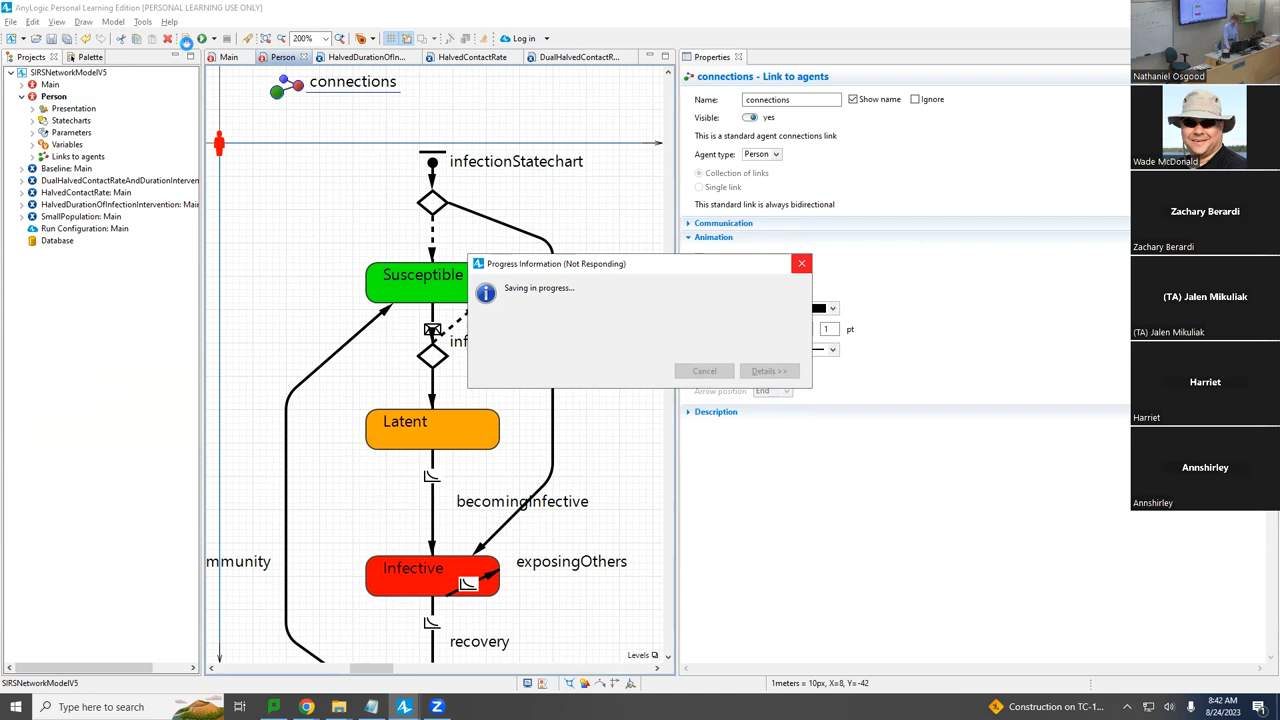 AnyLogic Personal Learning Edition [PERSONAL LEARNING USE ONLY]
File Edit View Draw Model Tools Help
200%
Log in
Projects
Palette
Main
Person
HalvedDurationOfIn...
HalvedContactRate
DualHalvedContactR...
Properties
SIRSNetworkModelV5
Main
Person
Presentation
Statecharts
Parameters
Variables
Links to agents
Baseline: Main
DualHalvedContactRateAndDurationInterven
HalvedContactRate: Main
HalvedDurationOfInfectionIntervention: Mai
SmallPopulation: Main
Run Configuration: Main
Database
connections
infectionStatechart
Susceptible
inf
Latent
becomingInfective
mmunity
Infective
exposingOthers
recovery
Levels
connections - Link to agents
Name:
connections
Show name
Ignore
Visible:
yes
This is a standard agent connections link
Agent type:
Person
Collection of links
Single link
This standard link is always bidirectional
Communication
Animation
Progress Information (Not Responding)
Saving in progress...
Cancel
Details >>
1
pt
Arrow position
End
Description
Nathaniel Osgood
Wade McDonald
Zachary Berardi
Zachary Berardi
(TA) Jalen Mikuliak
(TA) Jalen Mikuliak
Harriet
Harriet
Annshirley
Annshirley
SIRSNetworkModelV5
1meters = 10px, X=8, Y=-42
Type here to search
Construction on TC-1...
8:42 AM
8/24/2023
1